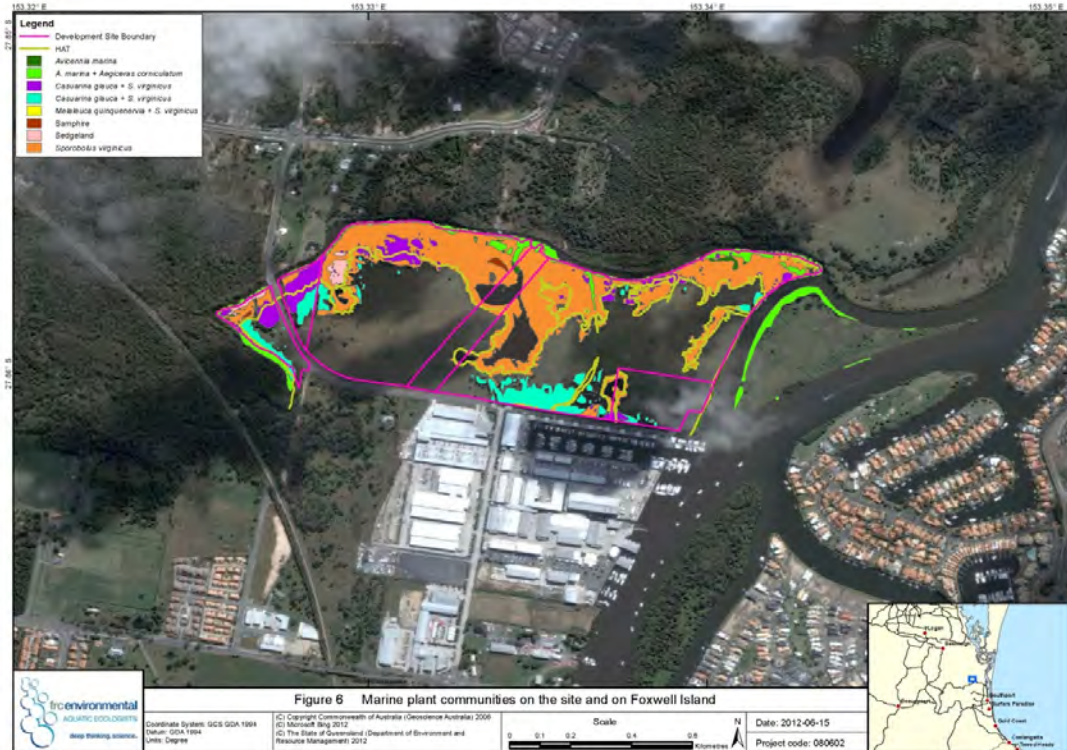 153.32° E 153.33° E 153.34° E 153.35° E
27.85° S
27.86° S
Legend
Development Site Boundary
HAT
Avicennia marina
A. marina + Aegiceras corniculatum
Casuarina glauca + S. virginicus
Casuarina glauca + S. virginicus
Melaleuca quinquenervia + S. virginicus
Samphire
Sedgeland
Sporobolus virginicus
Logan
Southport
Surfers Paradise
Gold Coast
Coolangatta
Figure 6 Marine plant communities on the site and on Foxwell Island
frcenvironmental
AQUATIC ECOLOGISTS
deep thinking. science.
Coordinate System: GCS GDA 1994
Datum: GDA 1994
Units: Degree
(C) Copyright Commonwealth of Australia (Geoscience Australia) 2006
(C) Microsoft Bing 2012
(C) The State of Queensland (Department of Environment and
Resource Management) 2012
Scale
0 0.1 0.2 0.4 0.6 0.8
Kilometres
N
Date: 2012-06-15
Project code: 080602